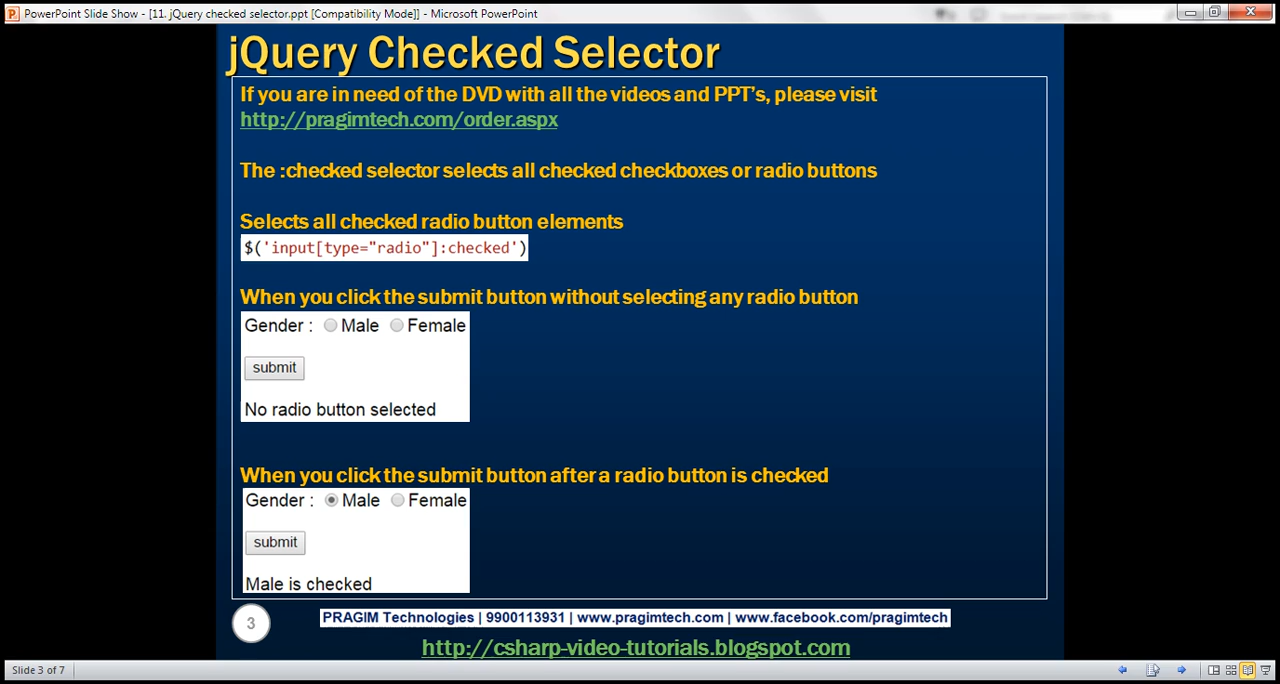 PowerPoint Slide Show - [11. jQuery checked selector.ppt [Compatibility Mode]] - Microsoft PowerPoint
jQuery Checked Selector
If you are in need of the DVD with all the videos and PPT's, please visit
http://pragimtech.com/order.aspx
The :checked selector selects all checked checkboxes or radio buttons
Selects all checked radio button elements
$('input[type="radio"]:checked')
When you click the submit button without selecting any radio button
Gender : Male Female
submit
No radio button selected
When you click the submit button after a radio button is checked
Gender : Male Female
submit
Male is checked
3
PRAGIM Technologies | 9900113931 | www.pragimtech.com | www.facebook.com/pragimtech
http://csharp-video-tutorials.blogspot.com
Slide 3 of 7